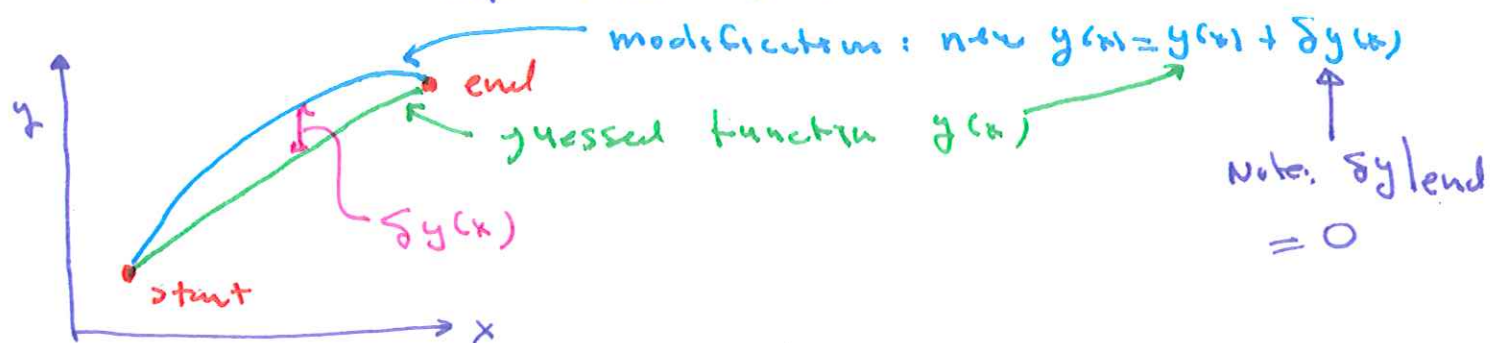 modification: new y(x) = y(x) + δy(x)
end
y
guessed function y(x)
Note: δy|end
= 0
δy(x)
start
x